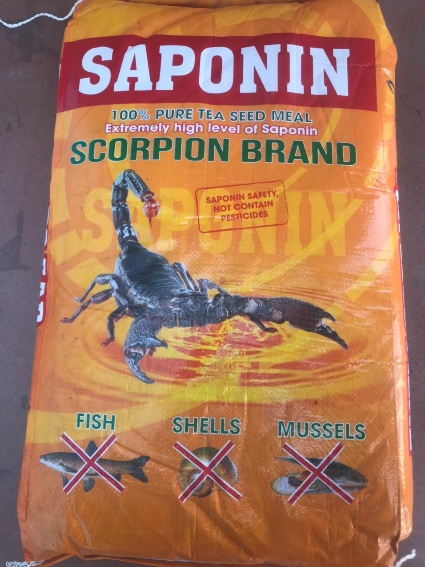 SAPONIN
100% PURE TEA SEED MEAL
Extremely high level of Saponin
SCORPION BRAND
SAPONIN SAFETY,
NOT CONTAIN
PESTICIDES
SAPONIN
FISH
SHELLS
MUSSELS